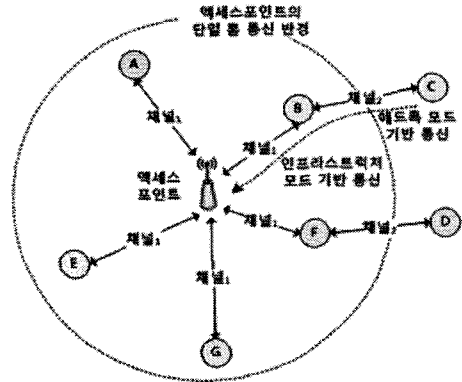 액세스포인트의
단일 홉 통신 반경
A
C
B
채널₂
채널₁
애드혹 모드
기반 통신
채널₁
액세스
포인트
인프라스트럭처
모드 기반 통신
D
채널₁
F
채널₂
채널₁
E
채널₁
G